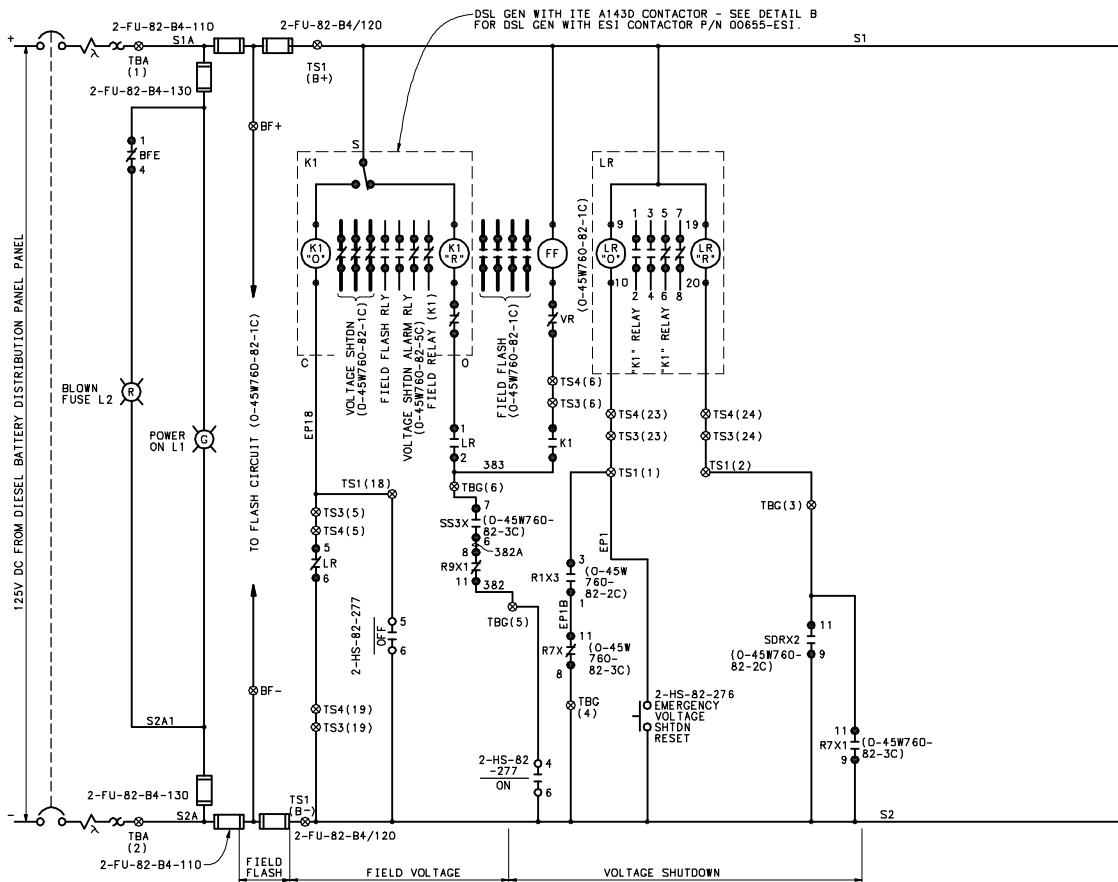 DSL GEN WITH ITE A143D CONTACTOR - SEE DETAIL B
FOR DSL GEN WITH ESI CONTACTOR P/N 00655-ESI.
2-FU-82-B4-110
2-FU-82-B4/120
+
S1A
S1
TBA
(1)
TS1
(B+)
2-FU-82-B4-130
BF+
1
BFE
4
S
K1
LR
(0-45W760-82-1C)
K1
"O"
K1
"R"
FF
9
1
3
5
7
19
LR
"O"
LR
"R"
10
2
4
6
8
20
"K1" RELAY
"K1" RELAY
VR
C
O
VOLTAGE SHTDN
(0-45W760-82-1C)
FIELD FLASH RLY
VOLTAGE SHTDN ALARM RLY
(0-45W760-82-5C)
FIELD RELAY (K1)
FIELD FLASH
(0-45W760-82-1C)
125V DC FROM DIESEL BATTERY DISTRIBUTION PANEL PANEL
TO FLASH CIRCUIT (0-45W760-82-1C)
BLOWN
FUSE L2
R
POWER
ON L1
G
EP18
TS4(6)
TS3(6)
TS4(23)
TS3(23)
TS4(24)
TS3(24)
1
LR
2
K1
383
TS1(1)
TS1(2)
TS1(18)
TBG(6)
TBG(3)
TS3(5)
TS4(5)
5
LR
6
7
SS3X
(0-45W760-
82-3C)
6
8
382A
R9X1
11
382
TBG(5)
EP1
3
R1X3
(0-45W
760-
82-2C)
1
EP1B
11
R7X
(0-45W
760-
82-3C)
8
TBG
(4)
2-HS-82-277
OFF
5
6
11
SDRX2
(0-45W760-
82-2C)
9
BF-
S2A1
TS4(19)
TS3(19)
2-HS-82-276
EMERGENCY
VOLTAGE
SHTDN
RESET
11
R7X1
(0-45W760-
82-3C)
9
2-HS-82
-277
ON
4
6
2-FU-82-B4-130
TS1
(B-)
-
S2A
S2
TBA
(2)
2-FU-82-B4/120
2-FU-82-B4-110
FIELD
FLASH
FIELD VOLTAGE
VOLTAGE SHUTDOWN